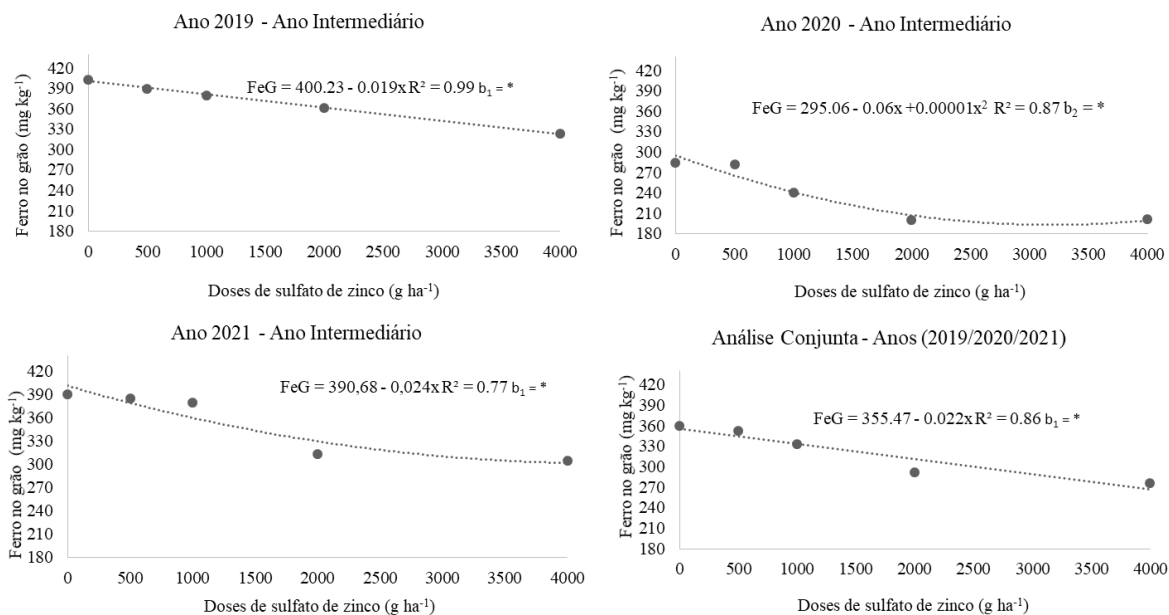 Ano 2019 - Ano Intermediário
Ferro no grão (mg kg⁻¹)
420
390
360
330
300
270
240
210
180
FeG = 400.23 - 0.019x R² = 0.99 b₁ = *
0 500 1000 1500 2000 2500 3000 3500 4000
Doses de sulfato de zinco (g ha⁻¹)
Ano 2020 - Ano Intermediário
Ferro no grão (mg kg⁻¹)
420
390
360
330
300
270
240
210
180
FeG = 295.06 - 0.06x +0.00001x² R² = 0.87 b₂ = *
0 500 1000 1500 2000 2500 3000 3500 4000
Doses de sulfato de zinco (g ha⁻¹)
Ano 2021 - Ano Intermediário
Ferro no grão (mg kg⁻¹)
420
390
360
330
300
270
240
210
180
FeG = 390,68 - 0,024x R² = 0.77 b₁ = *
0 500 1000 1500 2000 2500 3000 3500 4000
Doses de sulfato de zinco (g ha⁻¹)
Análise Conjunta - Anos (2019/2020/2021)
Ferro no grão (mg kg⁻¹)
420
390
360
330
300
270
240
210
180
FeG = 355.47 - 0.022x R² = 0.86 b₁ = *
0 500 1000 1500 2000 2500 3000 3500 4000
Doses de sulfato de zinco (g ha⁻¹)